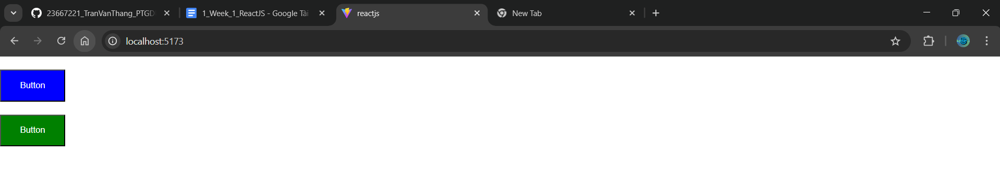 23667221_TranVanThang_PTGD
1_Week_1_ReactJS - Google Tài
reactjs
New Tab
localhost:5173
Button
Button